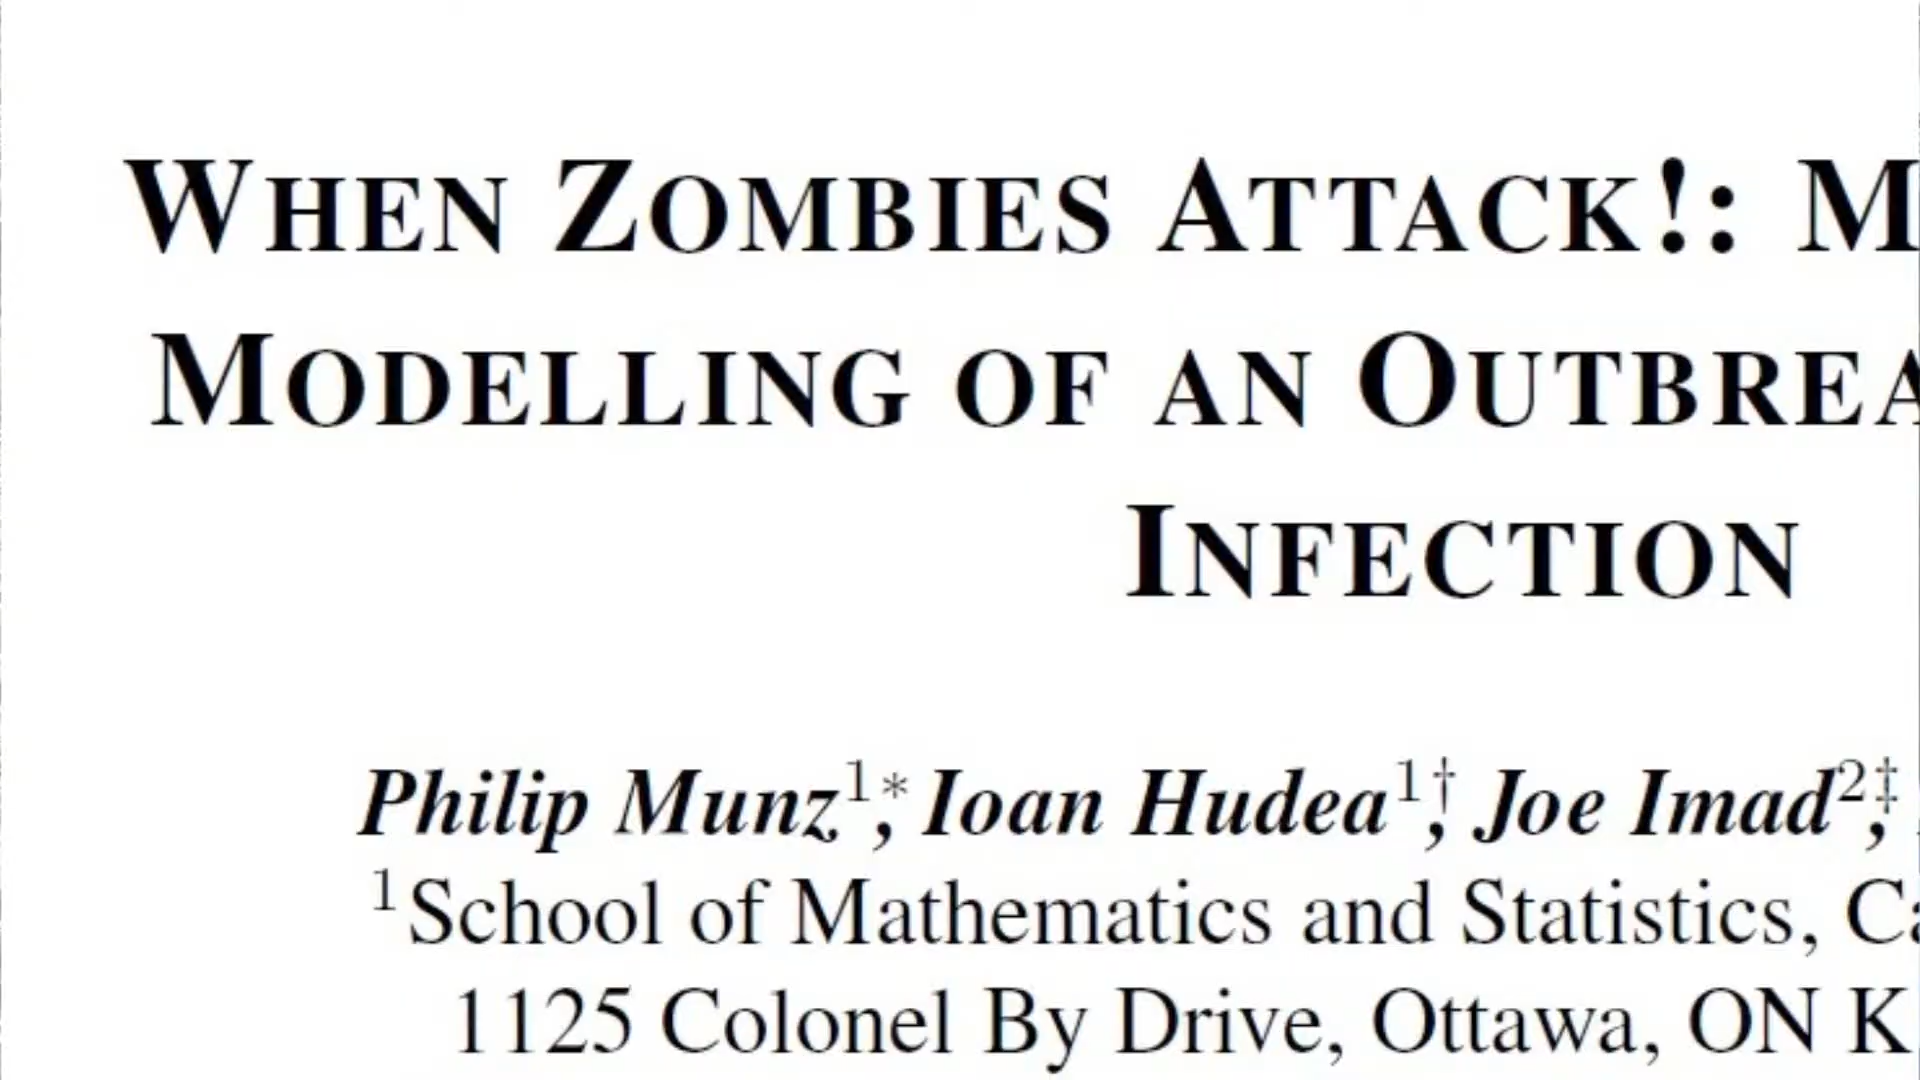 WHEN ZOMBIES ATTACK!: M
MODELLING OF AN OUTBREA
INFECTION
Philip Munz¹*, Ioan Hudea¹†, Joe Imad²‡,
¹School of Mathematics and Statistics, Ca
1125 Colonel By Drive, Ottawa, ON K